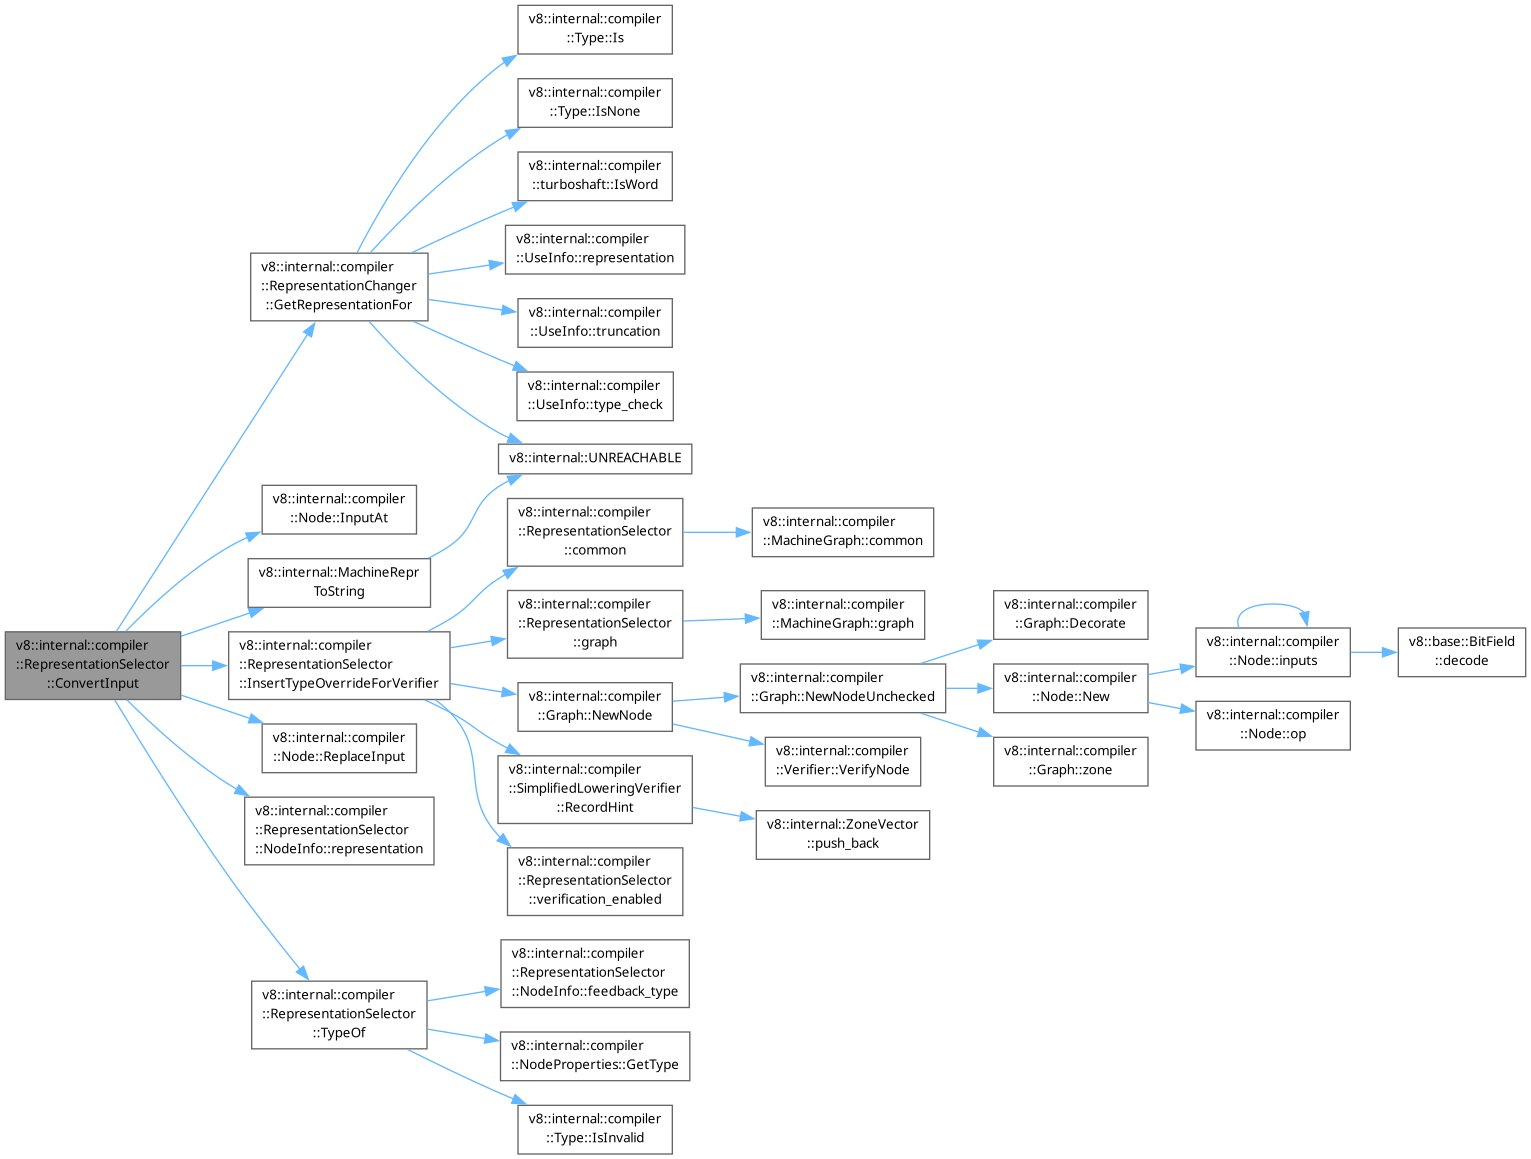 v8::internal::compiler
::Type::Is
v8::internal::compiler
::Type::IsNone
v8::internal::compiler
::turboshaft::IsWord
v8::internal::compiler
::UseInfo::representation
v8::internal::compiler
::RepresentationChanger
::GetRepresentationFor
v8::internal::compiler
::UseInfo::truncation
v8::internal::compiler
::UseInfo::type_check
v8::internal::UNREACHABLE
v8::internal::compiler
::Node::InputAt
v8::internal::compiler
::RepresentationSelector
::common
v8::internal::compiler
::MachineGraph::common
v8::internal::MachineRepr
ToString
v8::internal::compiler
::RepresentationSelector
::graph
v8::internal::compiler
::MachineGraph::graph
v8::internal::compiler
::Graph::Decorate
v8::internal::compiler
::Node::inputs
v8::base::BitField
::decode
v8::internal::compiler
::RepresentationSelector
::ConvertInput
v8::internal::compiler
::RepresentationSelector
::InsertTypeOverrideForVerifier
v8::internal::compiler
::Graph::NewNode
v8::internal::compiler
::Graph::NewNodeUnchecked
v8::internal::compiler
::Node::New
v8::internal::compiler
::Node::op
v8::internal::compiler
::Node::ReplaceInput
v8::internal::compiler
::SimplifiedLoweringVerifier
::RecordHint
v8::internal::compiler
::Verifier::VerifyNode
v8::internal::compiler
::Graph::zone
v8::internal::compiler
::RepresentationSelector
::NodeInfo::representation
v8::internal::ZoneVector
::push_back
v8::internal::compiler
::RepresentationSelector
::verification_enabled
v8::internal::compiler
::RepresentationSelector
::NodeInfo::feedback_type
v8::internal::compiler
::RepresentationSelector
::TypeOf
v8::internal::compiler
::NodeProperties::GetType
v8::internal::compiler
::Type::IsInvalid